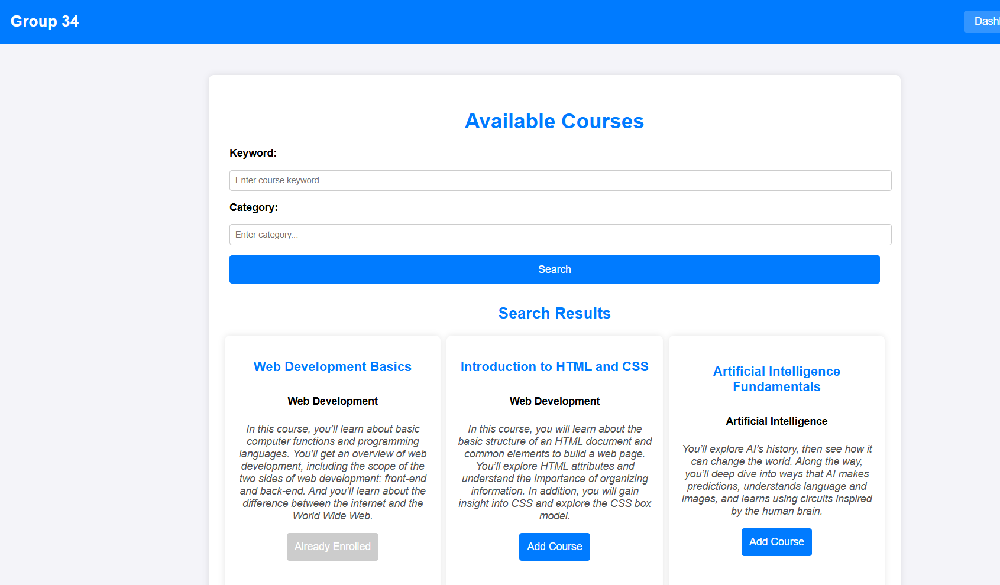 Group 34
Available Courses
Keyword:
Enter course keyword...
Category:
Enter category...
Search
Search Results
Web Development Basics
Web Development
In this course, you’ll learn about basic
computer functions and programming
languages. You’ll get an overview of web
development, including the scope of the
two sides of web development: front-end
and back-end. And you’ll learn about the
difference between the internet and the
World Wide Web.
Already Enrolled
Introduction to HTML and CSS
Web Development
In this course, you will learn about the
basic structure of an HTML document and
common elements to build a web page.
You’ll explore HTML attributes and
understand the importance of organizing
information. In addition, you will gain
insight into CSS and explore the CSS box
model.
Add Course
Artificial Intelligence
Fundamentals
Artificial Intelligence
You’ll explore AI’s history, then see how it
can change the world. Along the way,
you’ll deep dive into ways that AI makes
predictions, understands language and
images, and learns using circuits inspired
by the human brain.
Add Course